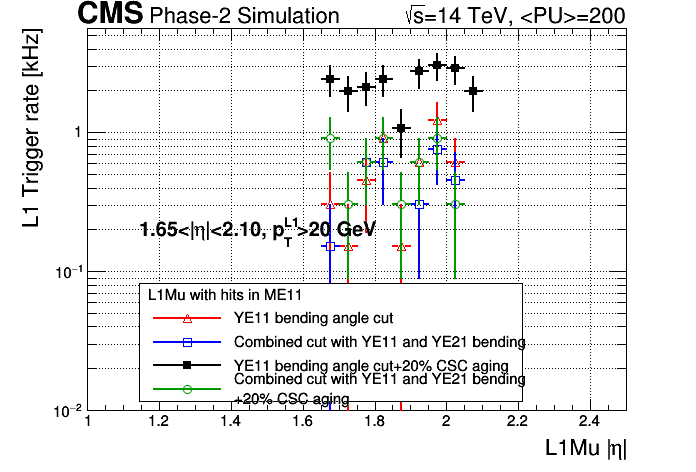 CMS Phase-2 Simulation √s=14 TeV, <PU>=200
L1 Trigger rate [kHz]
1
10⁻¹
10⁻²
1.65<|η|<2.10, p_T^L1>20 GeV
L1Mu with hits in ME11
YE11 bending angle cut
Combined cut with YE11 and YE21 bending
YE11 bending angle cut+20% CSC aging
Combined cut with YE11 and YE21 bending
+20% CSC aging
1 1.2 1.4 1.6 1.8 2 2.2 2.4
L1Mu |η|